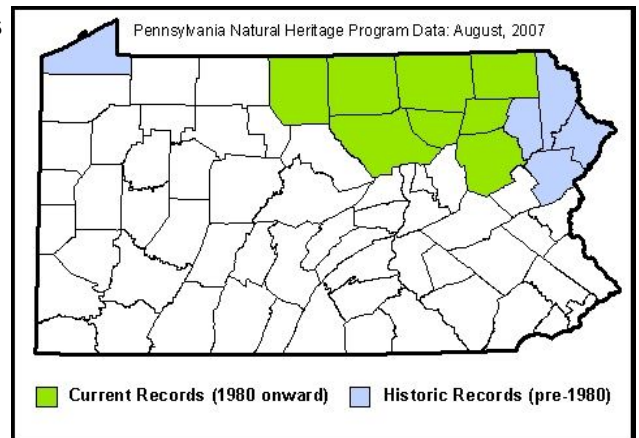 s
Pennsylvania Natural Heritage Program Data: August, 2007
Current Records (1980 onward) Historic Records (pre-1980)